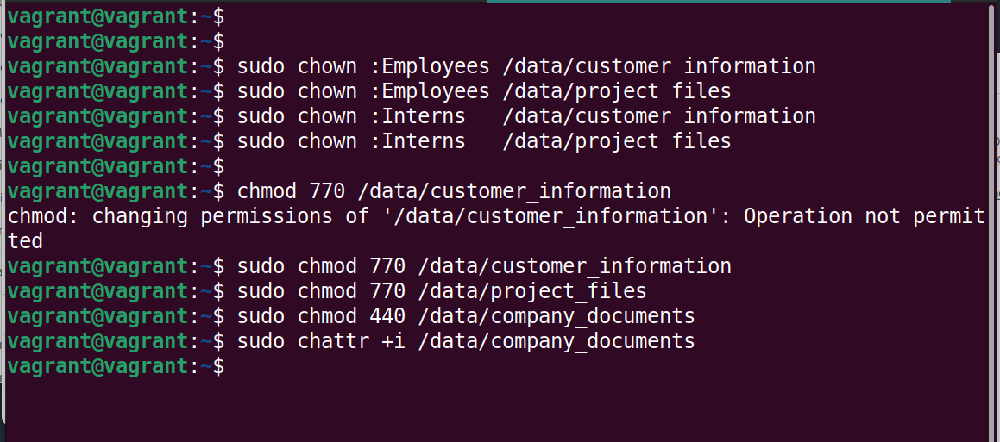 vagrant@vagrant:~$
vagrant@vagrant:~$
vagrant@vagrant:~$ sudo chown :Employees /data/customer_information
vagrant@vagrant:~$ sudo chown :Employees /data/project_files
vagrant@vagrant:~$ sudo chown :Interns   /data/customer_information
vagrant@vagrant:~$ sudo chown :Interns   /data/project_files
vagrant@vagrant:~$
vagrant@vagrant:~$ chmod 770 /data/customer_information
chmod: changing permissions of '/data/customer_information': Operation not permit
ted
vagrant@vagrant:~$ sudo chmod 770 /data/customer_information
vagrant@vagrant:~$ sudo chmod 770 /data/project_files
vagrant@vagrant:~$ sudo chmod 440 /data/company_documents
vagrant@vagrant:~$ sudo chattr +i /data/company_documents
vagrant@vagrant:~$